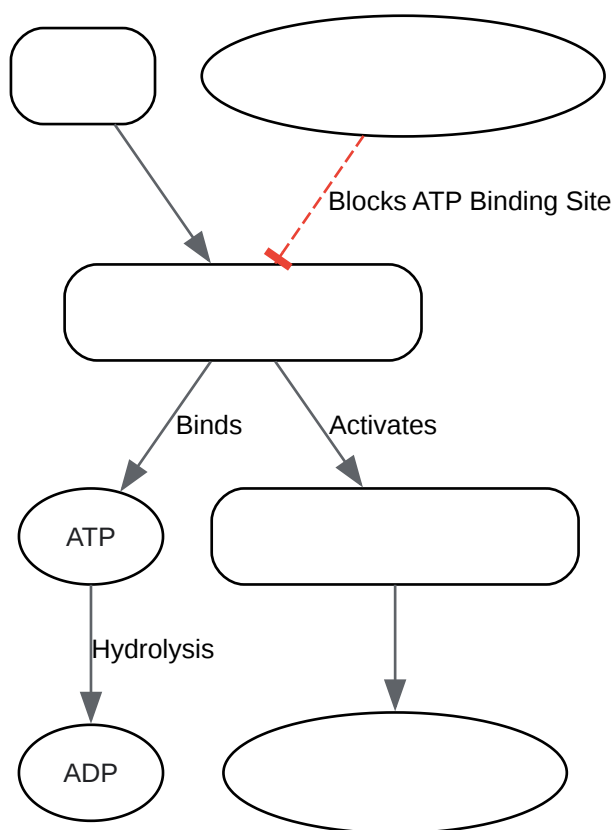 Blocks ATP Binding Site
Binds
Activates
ATP
Hydrolysis
ADP